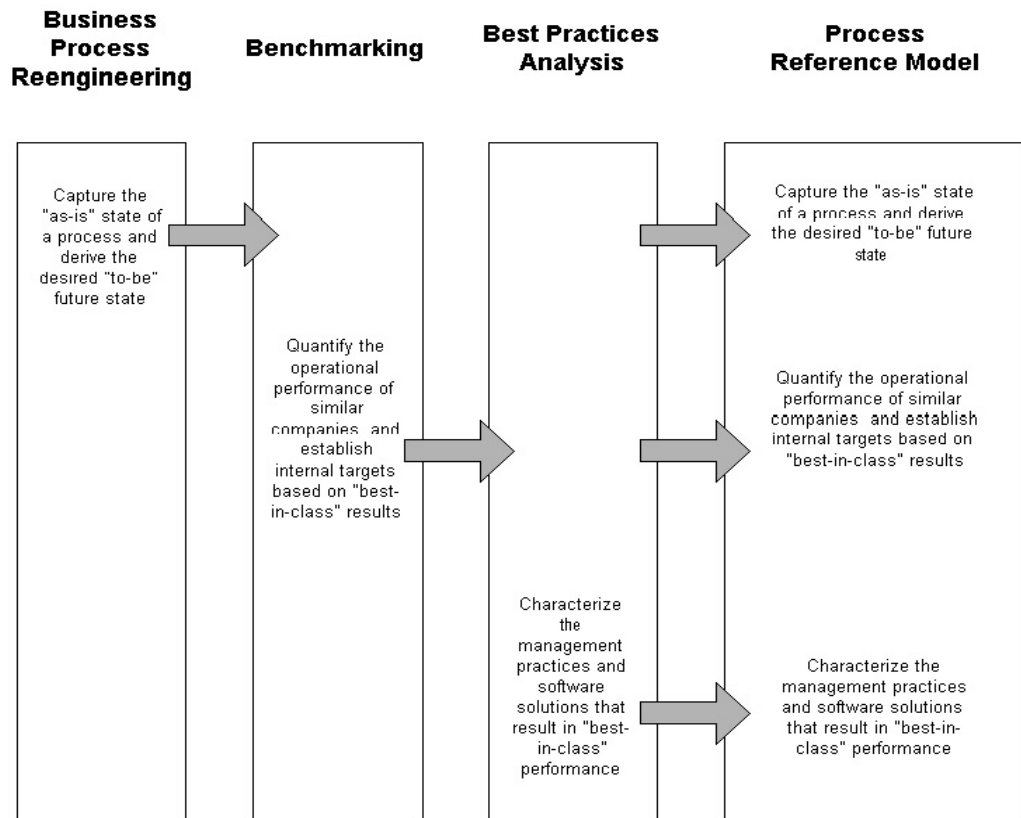 Business
Process
Reengineering
Benchmarking
Best Practices
Analysis
Process
Reference Model
Capture the
"as-is" state of
a process and
derive the
desired "to-be"
future state
Quantify the
operational
performance of
similar
companies and
establish
internal targets
based on "best-
in-class" results
Characterize
the
management
practices and
software
solutions that
result in "best-
in-class"
performance
Capture the "as-is" state
of a process and derive
the desired "to-be" future
state
Quantify the operational
performance of similar
companies and establish
internal targets based on
"best-in-class" results
Characterize the
management practices
and software solutions
that result in "best-in-
class" performance